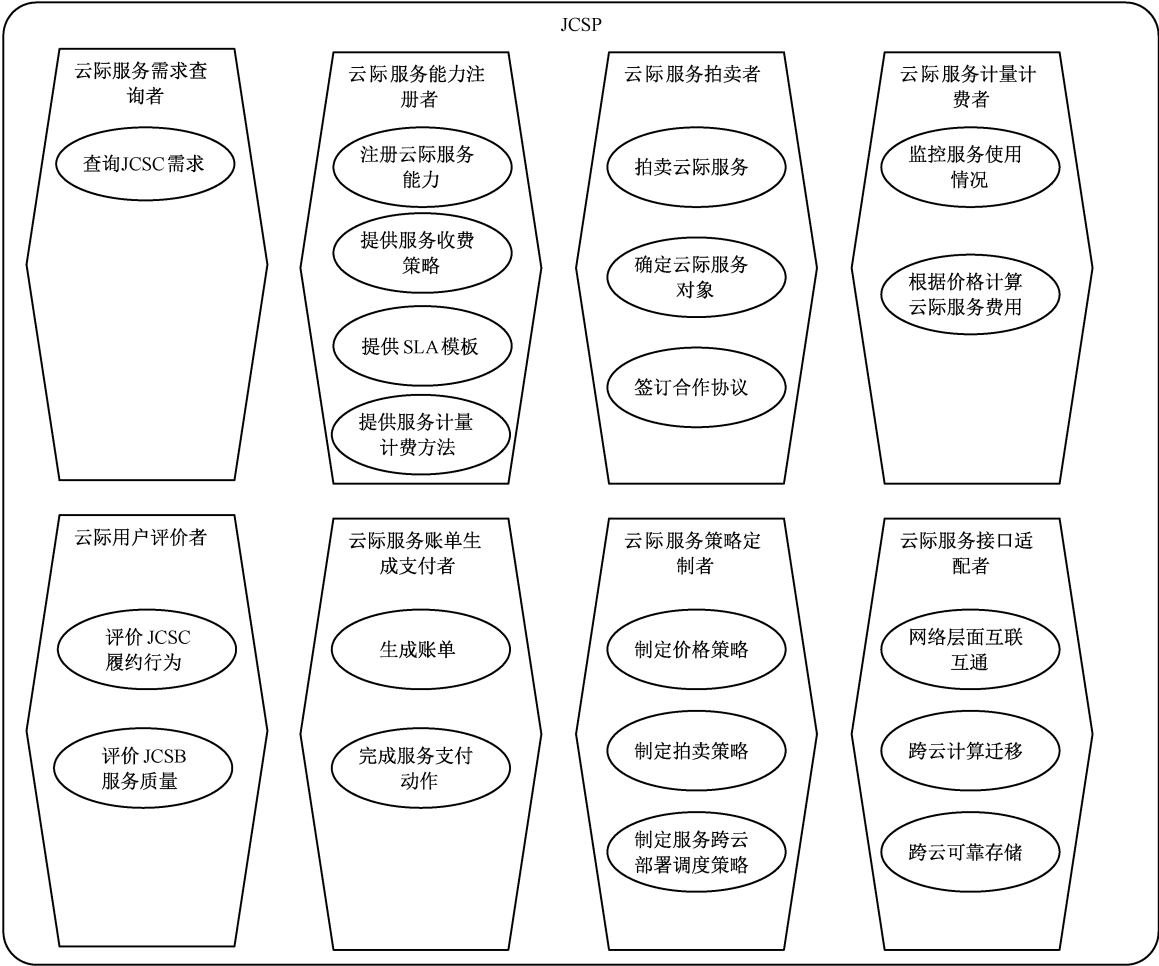 JCSP
云际服务需求查
询者
查询JCSC需求
云际服务能力注
册者
注册云际服务
能力
提供服务收费
策略
提供 SLA模板
提供服务计量
计费方法
云际服务拍卖者
拍卖云际服务
确定云际服务
对象
签订合作协议
云际服务计量计
费者
监控服务使用
情况
根据价格计算
云际服务费用
云际用户评价者
评价 JCSC
履约行为
评价 JCSB
服务质量
云际服务账单生
成支付者
生成账单
完成服务支付
动作
云际服务策略定
制者
制定价格策略
制定拍卖策略
制定服务跨云
部署调度策略
云际服务接口适
配者
网络层面互联
互通
跨云计算迁移
跨云可靠存储